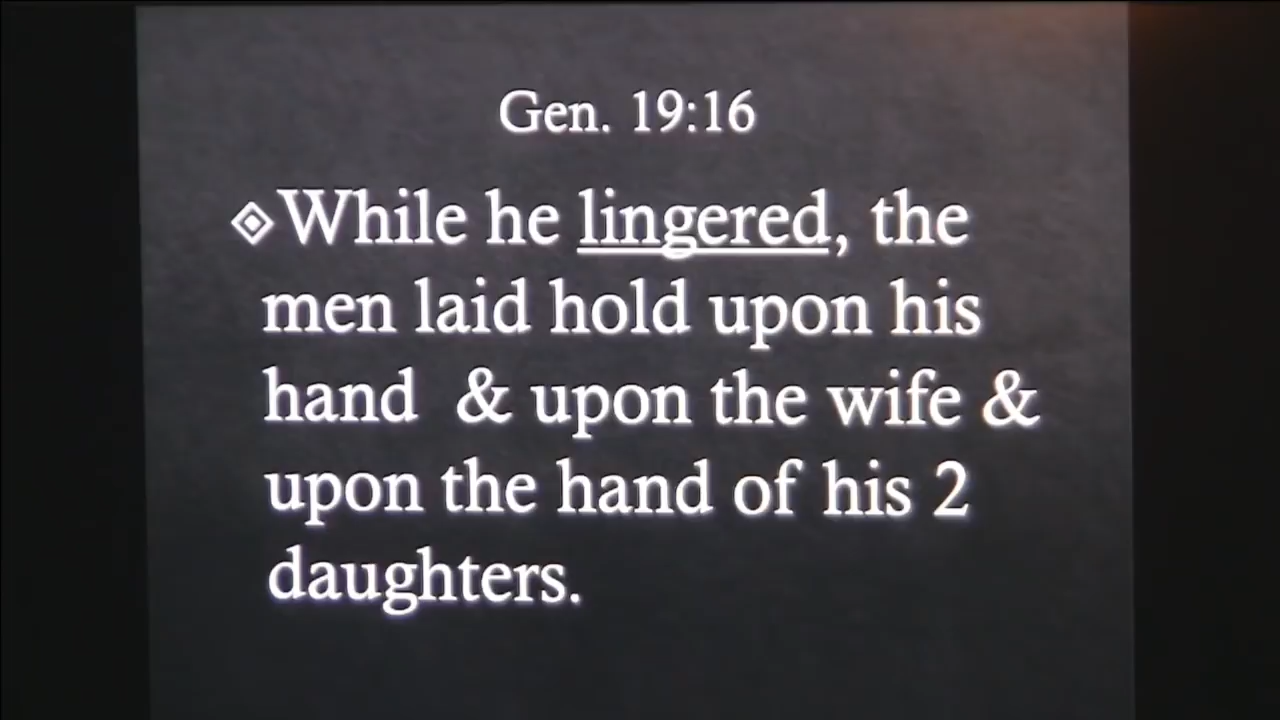 Gen. 19:16
While he lingered, the
men laid hold upon his
hand & upon the wife &
upon the hand of his 2
daughters.